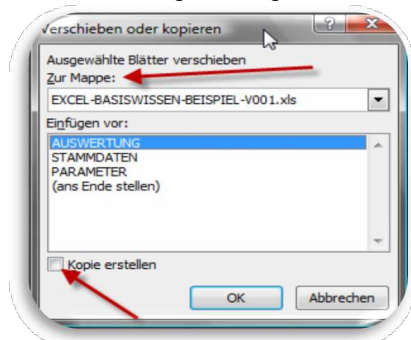 Verschieben oder kopieren
Ausgewählte Blätter verschieben
Zur Mappe:
EXCEL-BASISWISSEN-BEISPIEL-V001.xls
Einfügen vor:
AUSWERTUNG
STAMMDATEN
PARAMETER
(ans Ende stellen)
Kopie erstellen
OK Abbrechen